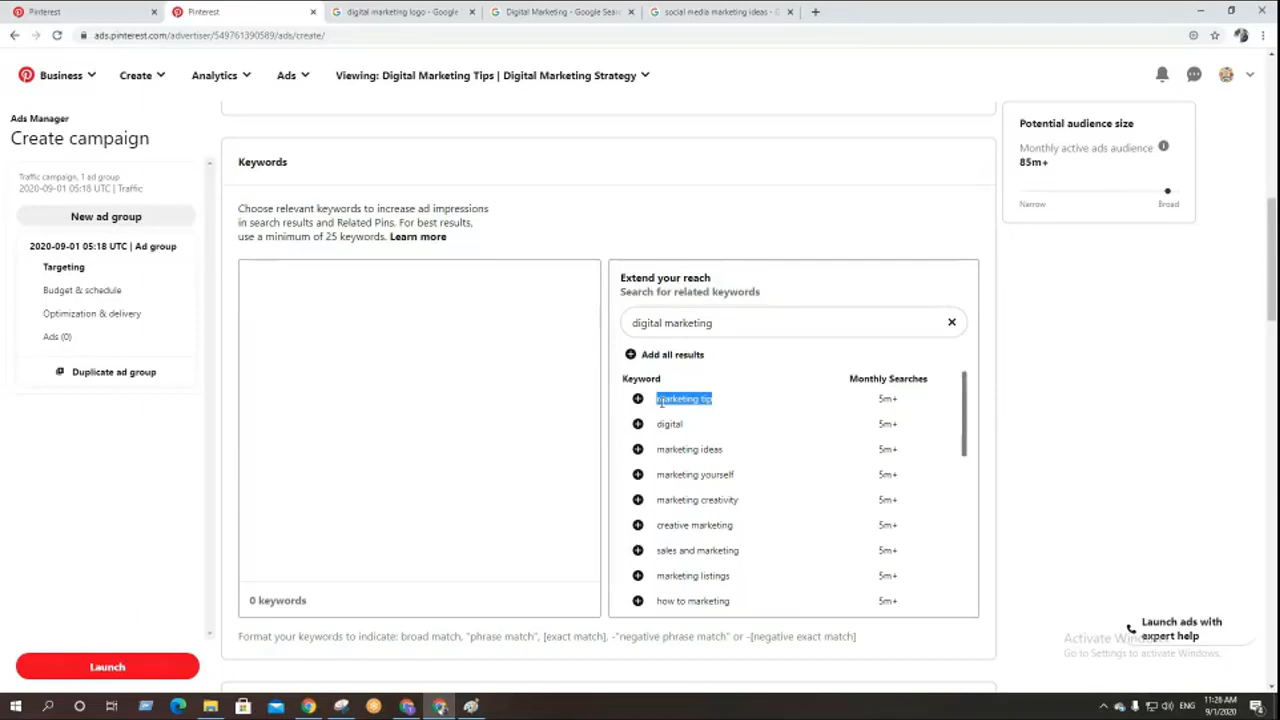 Pinterest
Pinterest
digital marketing logo - Google
Digital Marketing - Google Sear
social media marketing ideas - G
ads.pinterest.com/advertiser/549761390589/ads/create/
Business
Create
Analytics
Ads
Viewing: Digital Marketing Tips | Digital Marketing Strategy
Ads Manager
Create campaign
Traffic campaign, 1 ad group
2020-09-01 05:18 UTC | Traffic
New ad group
2020-09-01 05:18 UTC | Ad group
Targeting
Budget & schedule
Optimization & delivery
Ads (0)
Duplicate ad group
Launch
Keywords
Choose relevant keywords to increase ad impressions
in search results and Related Pins. For best results,
use a minimum of 25 keywords. Learn more
0 keywords
Extend your reach
Search for related keywords
digital marketing
Add all results
Keyword Monthly Searches
marketing tip 5m+
digital 5m+
marketing ideas 5m+
marketing yourself 5m+
marketing creativity 5m+
creative marketing 5m+
sales and marketing 5m+
marketing listings 5m+
how to marketing 5m+
Format your keywords to indicate: broad match, "phrase match", [exact match], -"negative phrase match" or -[negative exact match]
Potential audience size
Monthly active ads audience
85m+
Narrow Broad
Launch ads with
expert help
Activate Windows
Go to Settings to activate Windows.
ENG
11:26 AM
9/1/2020